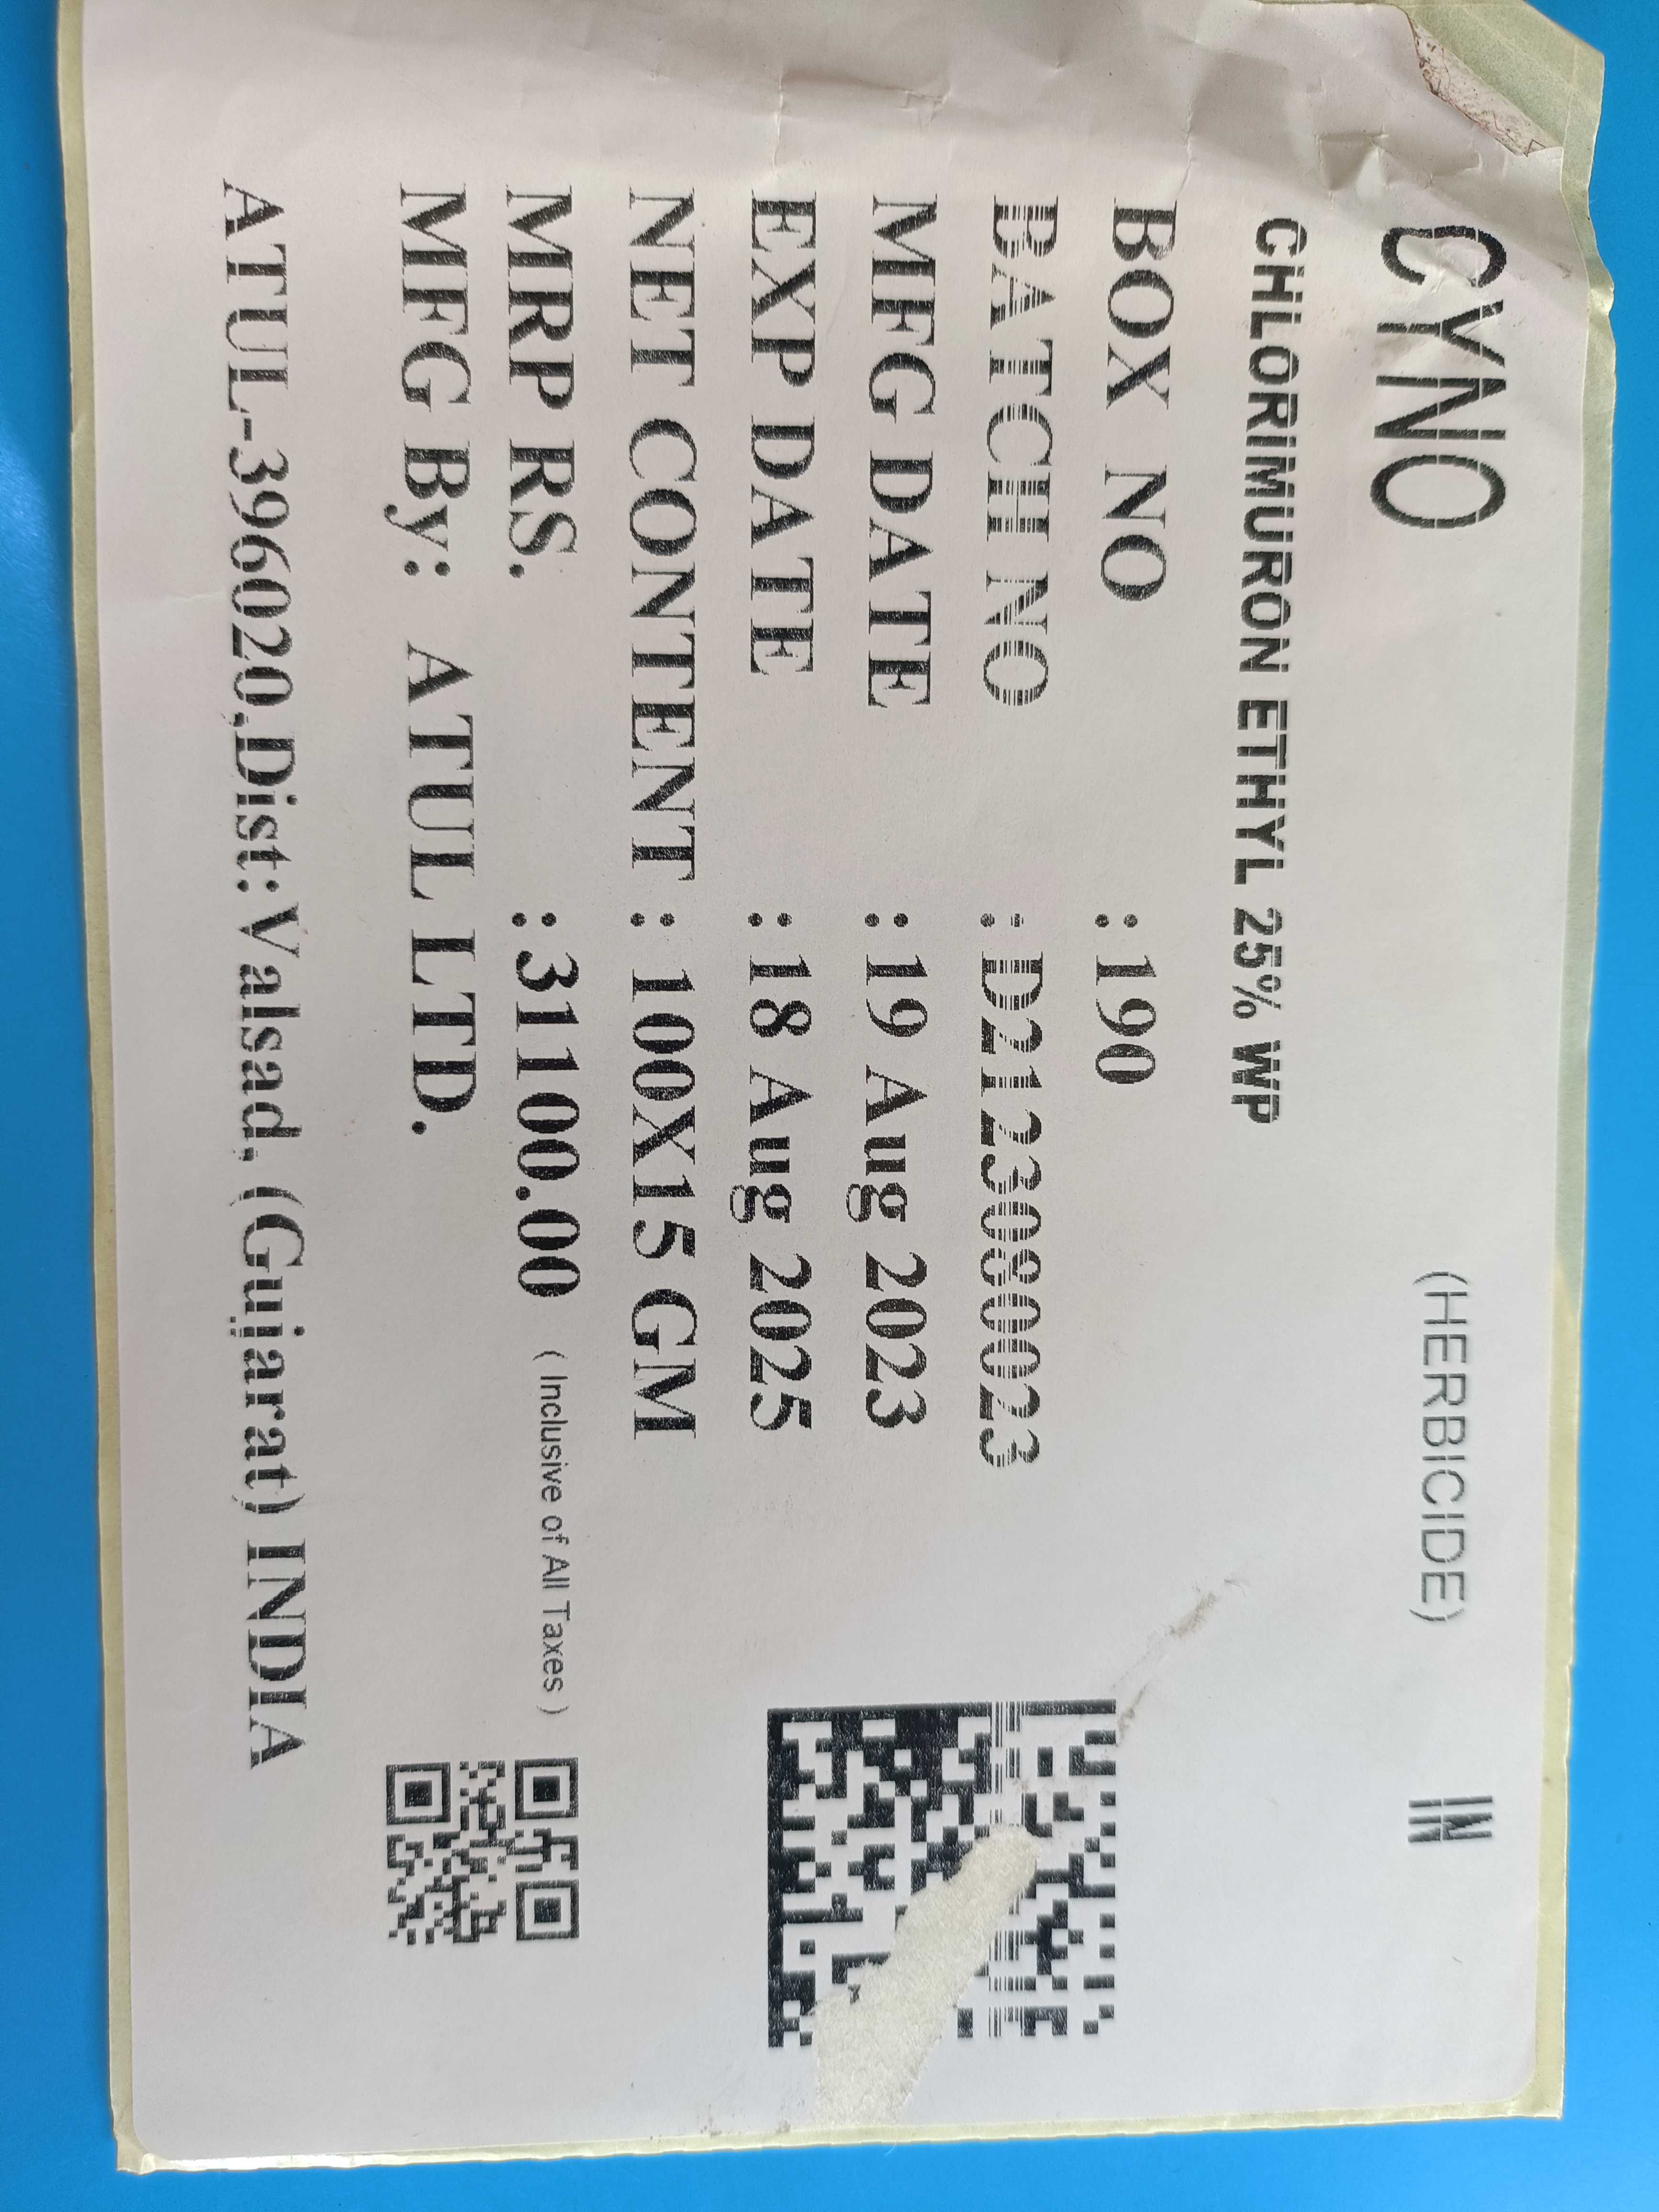 CYNO (HERBICIDE) IN
CHLORIMURON ETHYL 25% WP
BOX NO : 190
BATCH NO : D2123080023
MFG DATE : 19 Aug 2023
EXP DATE : 18 Aug 2025
NET CONTENT : 100X15 GM
MRP RS. : 31100.00 ( Inclusive of All Taxes )
MFG By: ATUL LTD.
ATUL-396020,Dist:Valsad, (Gujarat) INDIA